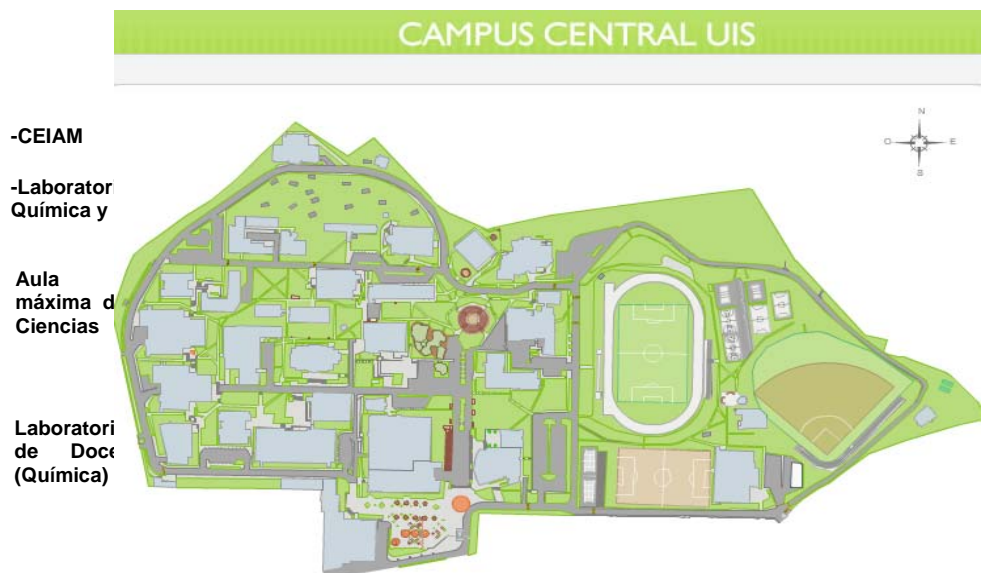 CAMPUS CENTRAL UIS
N
O
E
S
-CEIAM
-Laboratori
Química y
Aula
máxima d
Ciencias
Laboratori
de Doce
(Química)